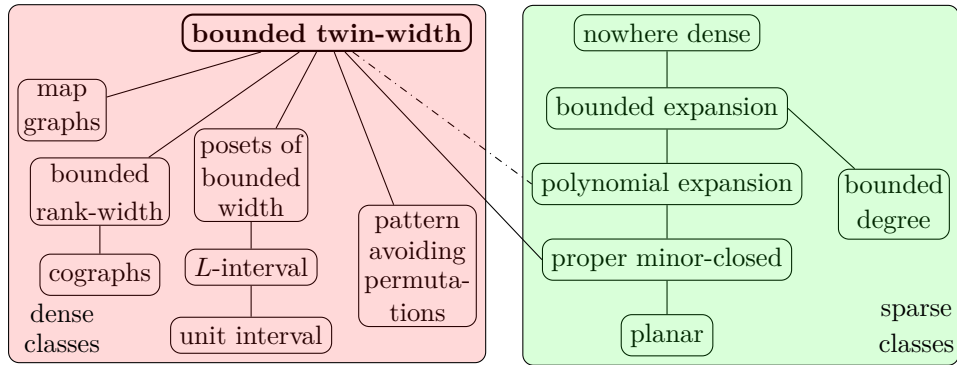 bounded twin-width
map
graphs
bounded
rank-width
cographs
posets of
bounded
width
L-interval
unit interval
pattern
avoiding
permuta-
tions
dense
classes
nowhere dense
bounded expansion
polynomial expansion
bounded
degree
proper minor-closed
planar
sparse
classes